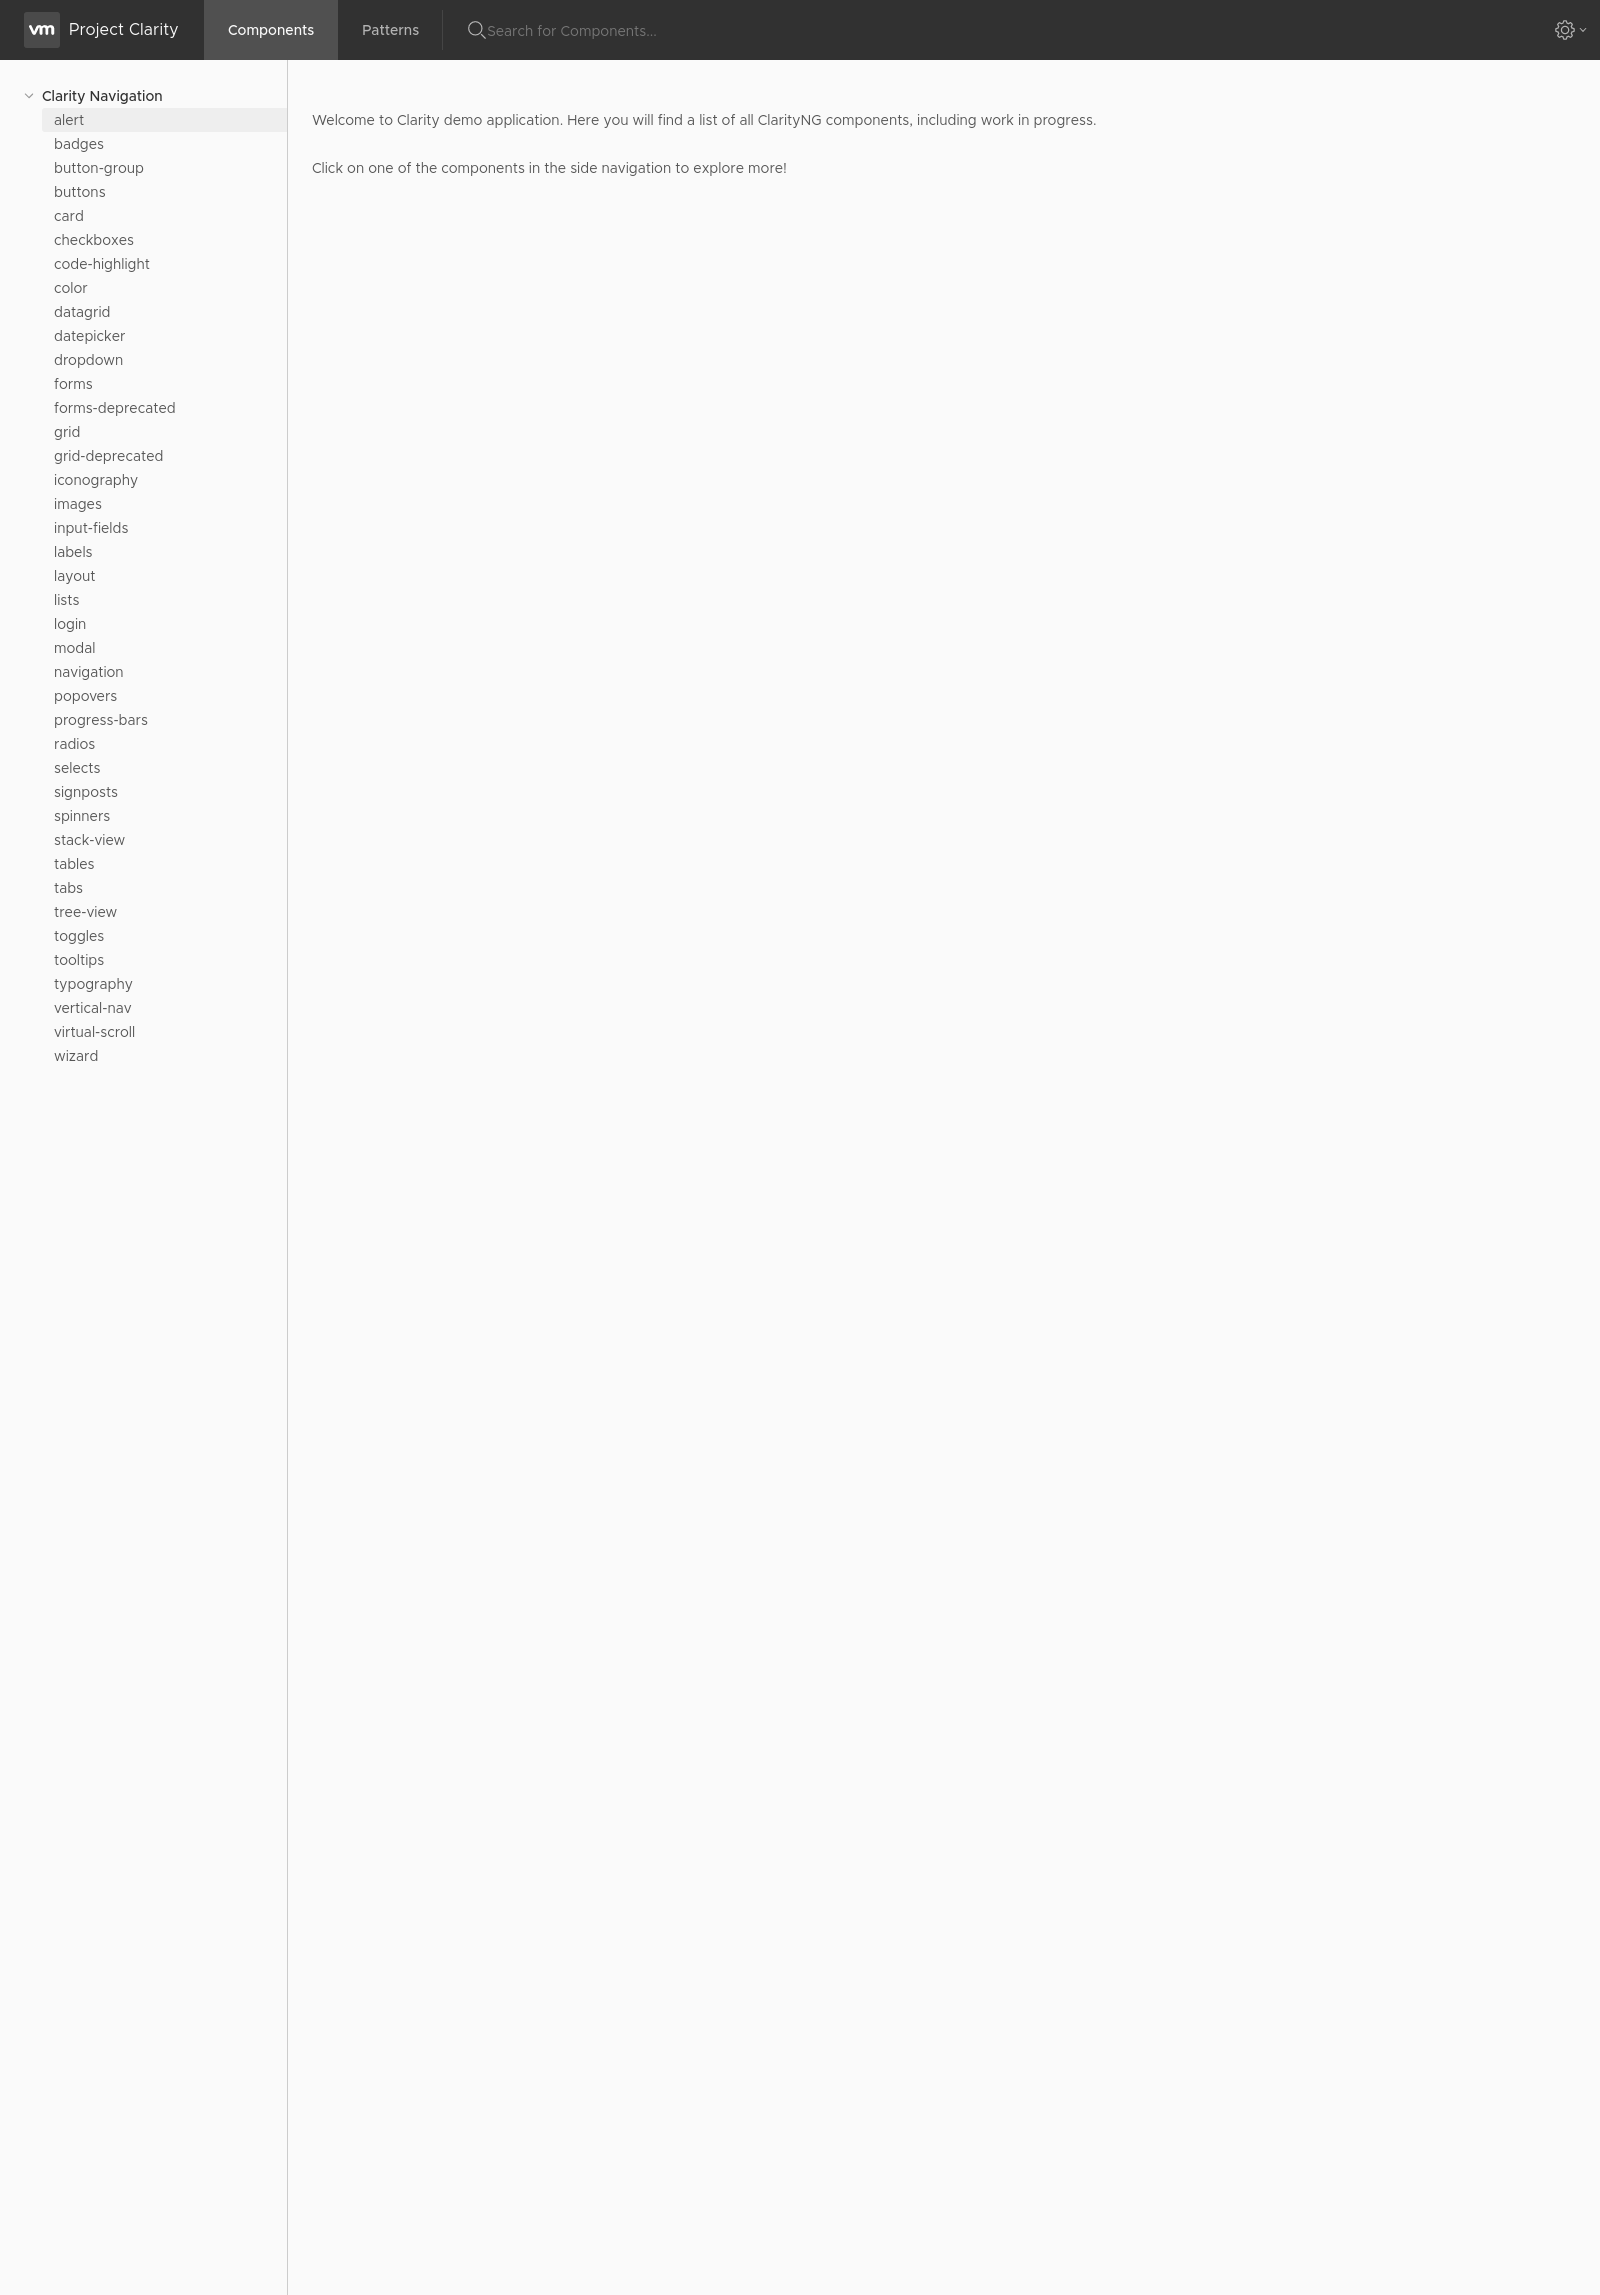 vm Project Clarity Components Patterns Search for Components...
Clarity Navigation
alert
badges
button-group
buttons
card
checkboxes
code-highlight
color
datagrid
datepicker
dropdown
forms
forms-deprecated
grid
grid-deprecated
iconography
images
input-fields
labels
layout
lists
login
modal
navigation
popovers
progress-bars
radios
selects
signposts
spinners
stack-view
tables
tabs
tree-view
toggles
tooltips
typography
vertical-nav
virtual-scroll
wizard
Welcome to Clarity demo application. Here you will find a list of all ClarityNG components, including work in progress.
Click on one of the components in the side navigation to explore more!